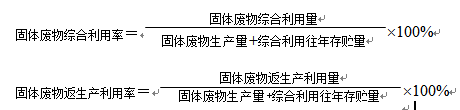 固体废物综合利用量
固体废物综合利用率＝ ×100%
固体废物生产量＋综合利用往年存贮量
固体废物返生产利用量
固体废物返生产利用率＝ ×100%
固体废物生产量+综合利用往年存贮量